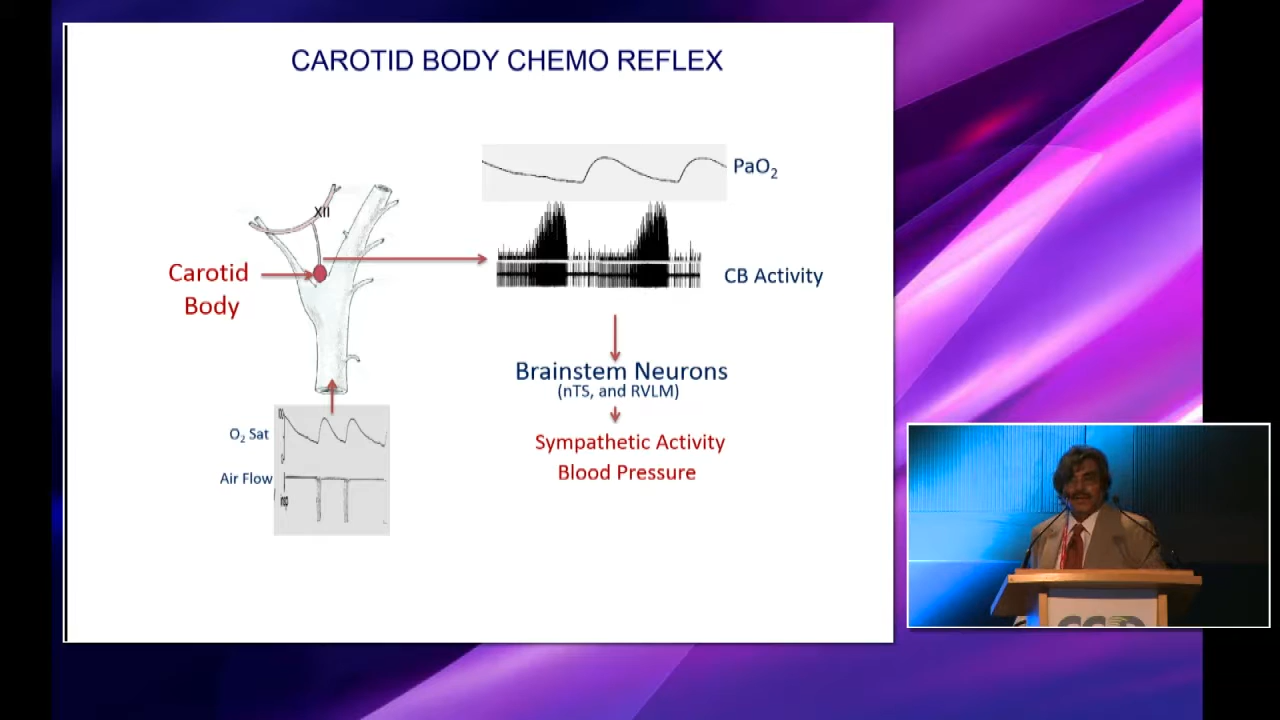 CAROTID BODY CHEMO REFLEX
PaO2
XII
Carotid
Body
CB Activity
Brainstem Neurons
(nTS, and RVLM)
O2 Sat
Sympathetic Activity
Blood Pressure
Air Flow